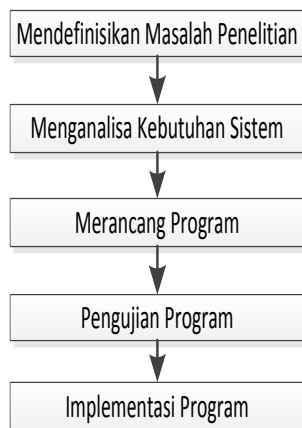 Mendefinisikan Masalah Penelitian
Menganalisa Kebutuhan Sistem
Merancang Program
Pengujian Program
Implementasi Program